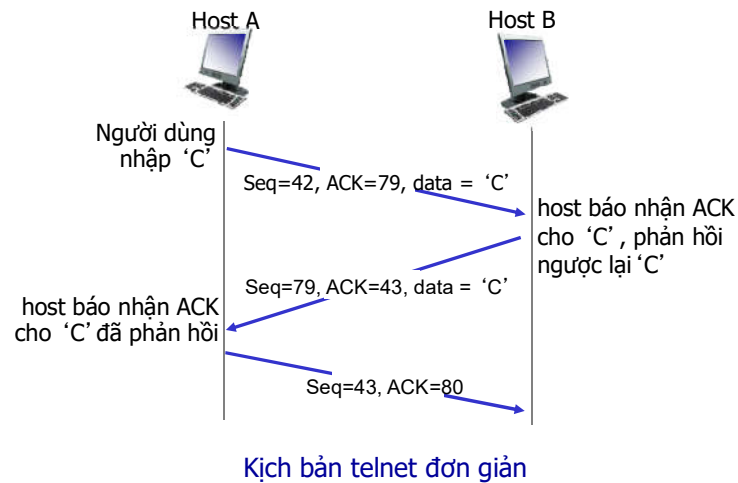 Host A
Host B
Người dùng
nhập ‘C’
Seq=42, ACK=79, data = ‘C’
host báo nhận ACK
cho ‘C’, phản hồi
ngược lại ‘C’
Seq=79, ACK=43, data = ‘C’
host báo nhận ACK
cho ‘C’ đã phản hồi
Seq=43, ACK=80
Kịch bản telnet đơn giản